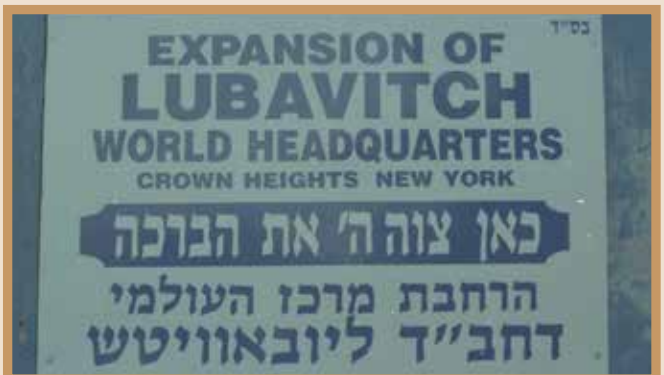 בס"ד
EXPANSION OF
LUBAVITCH
WORLD HEADQUARTERS
CROWN HEIGHTS NEW YORK
כאן צוה ה' את הברכה
הרחבת מרכז העולמי
דחב"ד ליובאוויטש